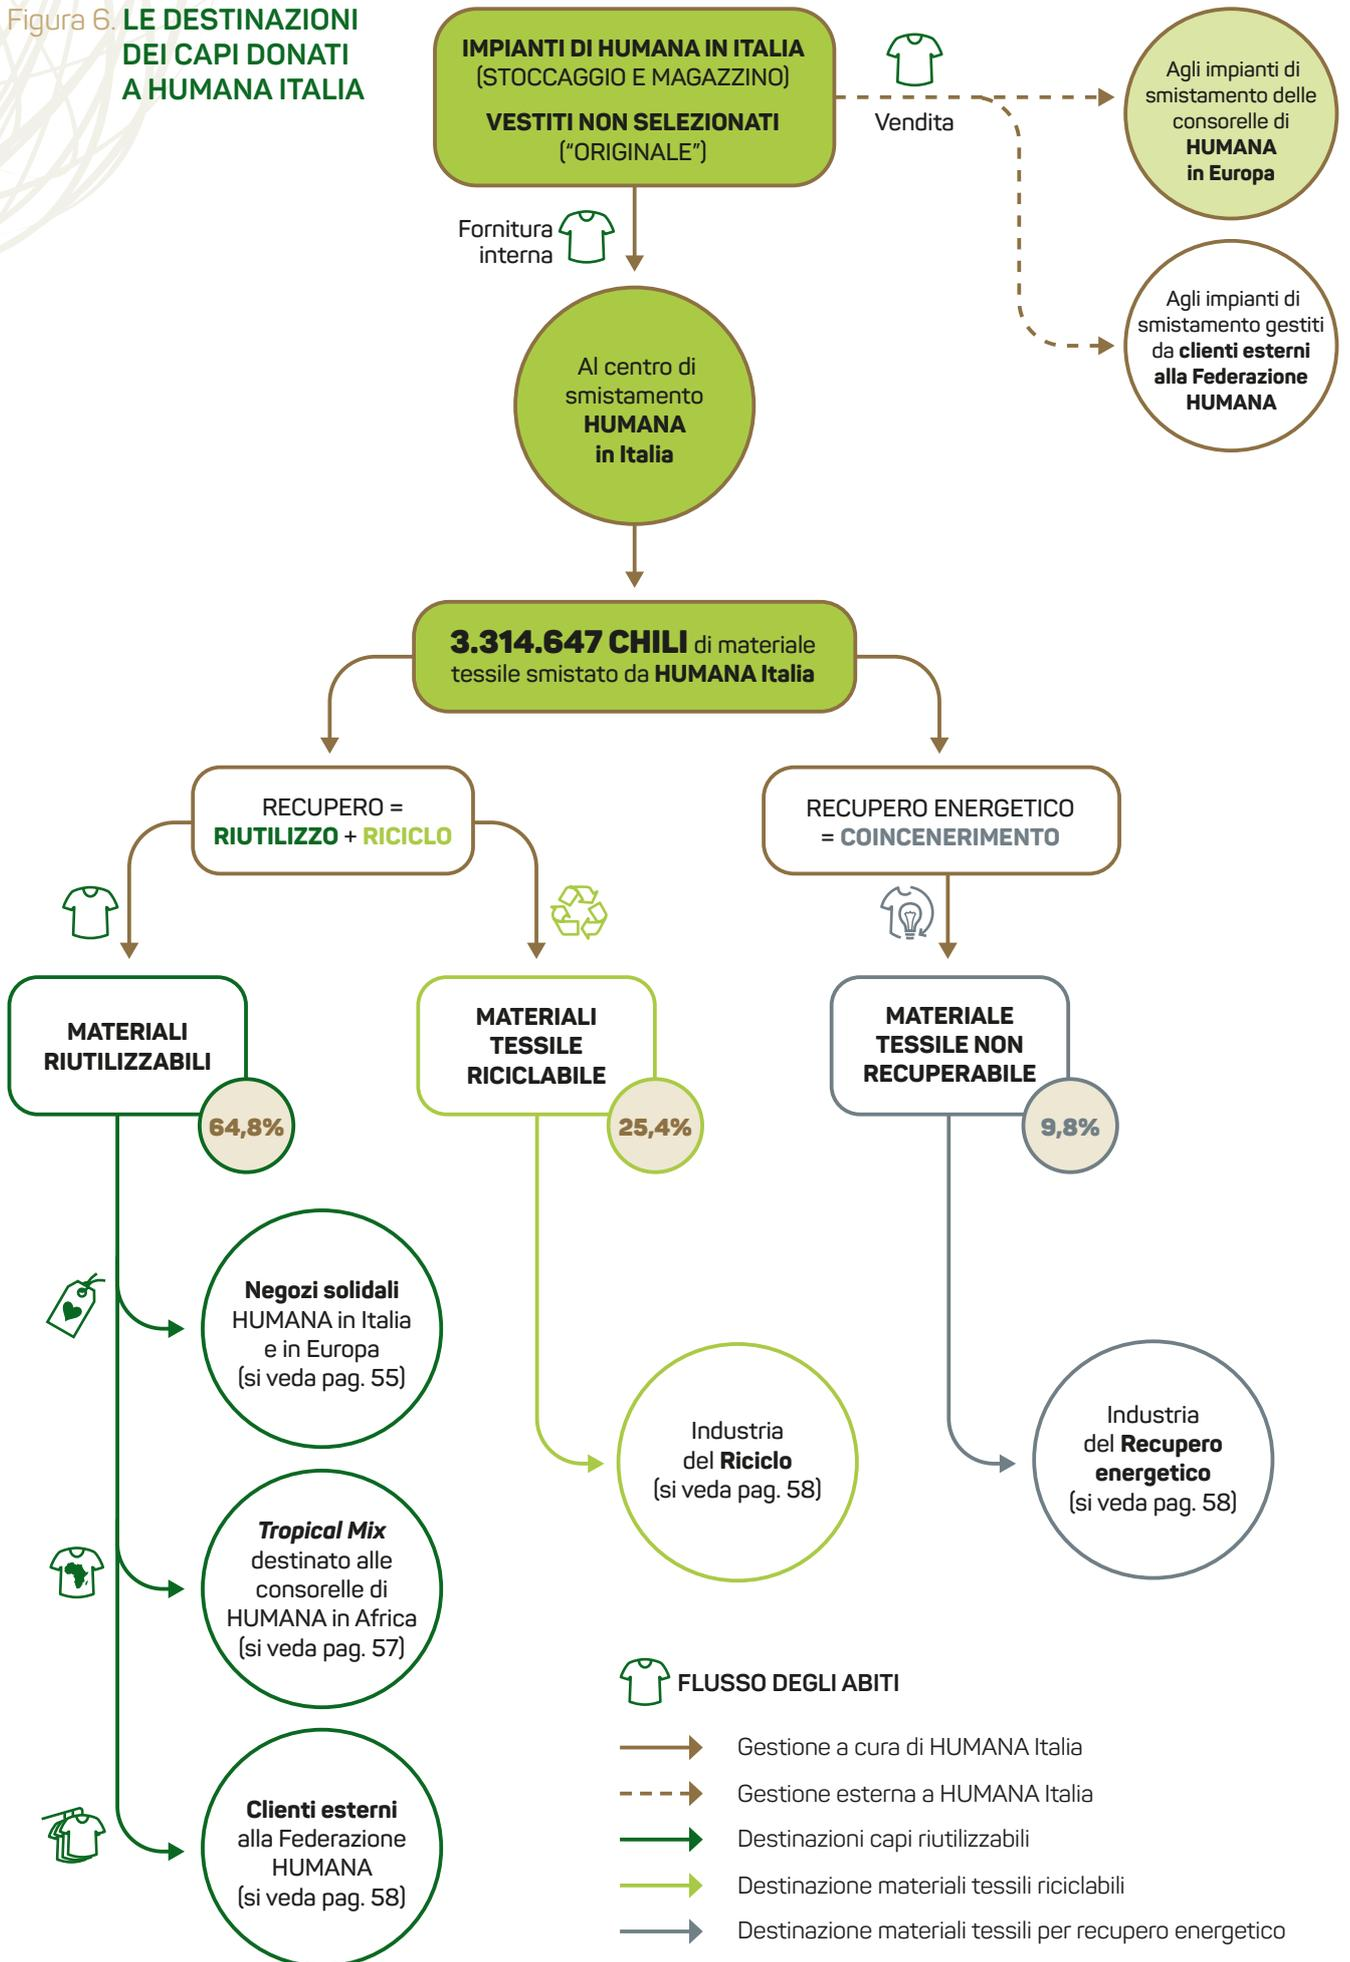 Figura 6. LE DESTINAZIONI
DEI CAPI DONATI
A HUMANA ITALIA
IMPIANTI DI HUMANA IN ITALIA
(STOCCAGGIO E MAGAZZINO)
VESTITI NON SELEZIONATI
(“ORIGINALE”)
Vendita
Agli impianti di
smistamento delle
consorelle di
HUMANA
in Europa
Fornitura
interna
Agli impianti di
smistamento gestiti
da clienti esterni
alla Federazione
HUMANA
Al centro di
smistamento
HUMANA
in Italia
3.314.647 CHILI di materiale
tessile smistato da HUMANA Italia
RECUPERO =
RIUTILIZZO + RICICLO
RECUPERO ENERGETICO
= COINCENERIMENTO
MATERIALI
RIUTILIZZABILI
64,8%
MATERIALI
TESSILE
RICICLABILE
25,4%
MATERIALE
TESSILE NON
RECUPERABILE
9,8%
Negozi solidali
HUMANA in Italia
e in Europa
(si veda pag. 55)
Industria
del Riciclo
(si veda pag. 58)
Industria
del Recupero
energetico
(si veda pag. 58)
Tropical Mix
destinato alle
consorelle di
HUMANA in Africa
(si veda pag. 57)
Clienti esterni
alla Federazione
HUMANA
(si veda pag. 58)
FLUSSO DEGLI ABITI
Gestione a cura di HUMANA Italia
Gestione esterna a HUMANA Italia
Destinazioni capi riutilizzabili
Destinazione materiali tessili riciclabili
Destinazione materiali tessili per recupero energetico